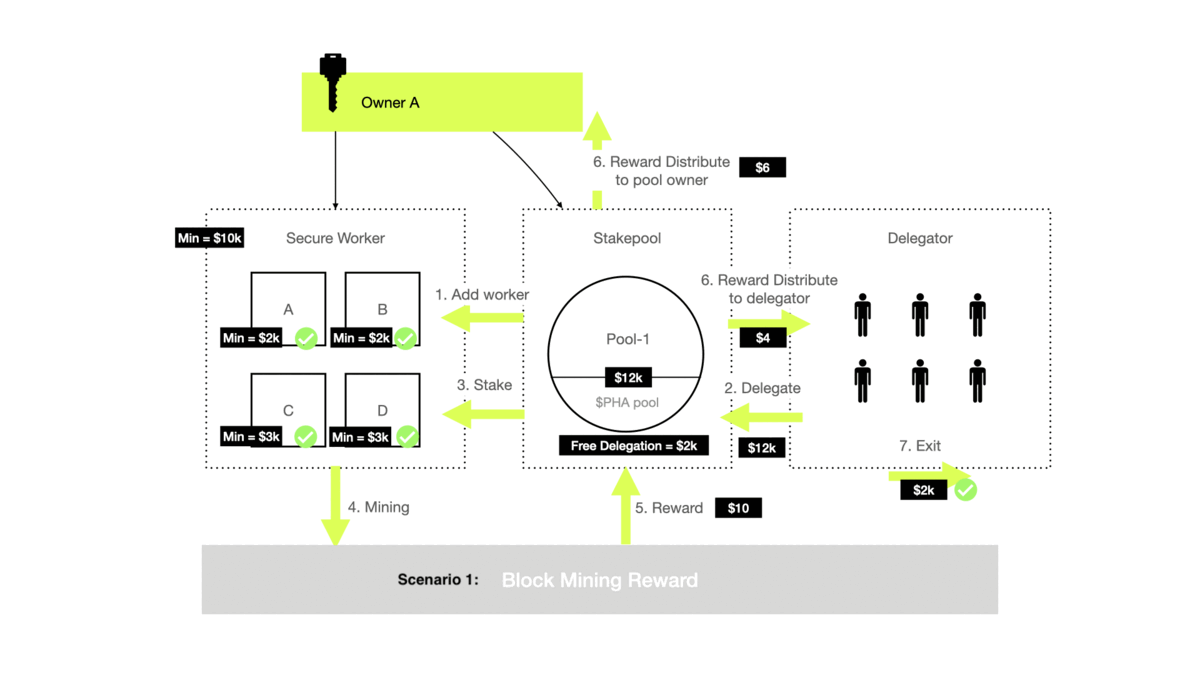 Owner A
6. Reward Distribute
to pool owner
$6
Min = $10k
Secure Worker
Stakepool
Delegator
A
B
Min = $2k
Min = $2k
C
D
Min = $3k
Min = $3k
1. Add worker
3. Stake
Pool-1
$12k
$PHA pool
Free Delegation = $2k
6. Reward Distribute
to delegator
$4
2. Delegate
$12k
7. Exit
$2k
4. Mining
5. Reward
$10
Scenario 1:
Block Mining Reward